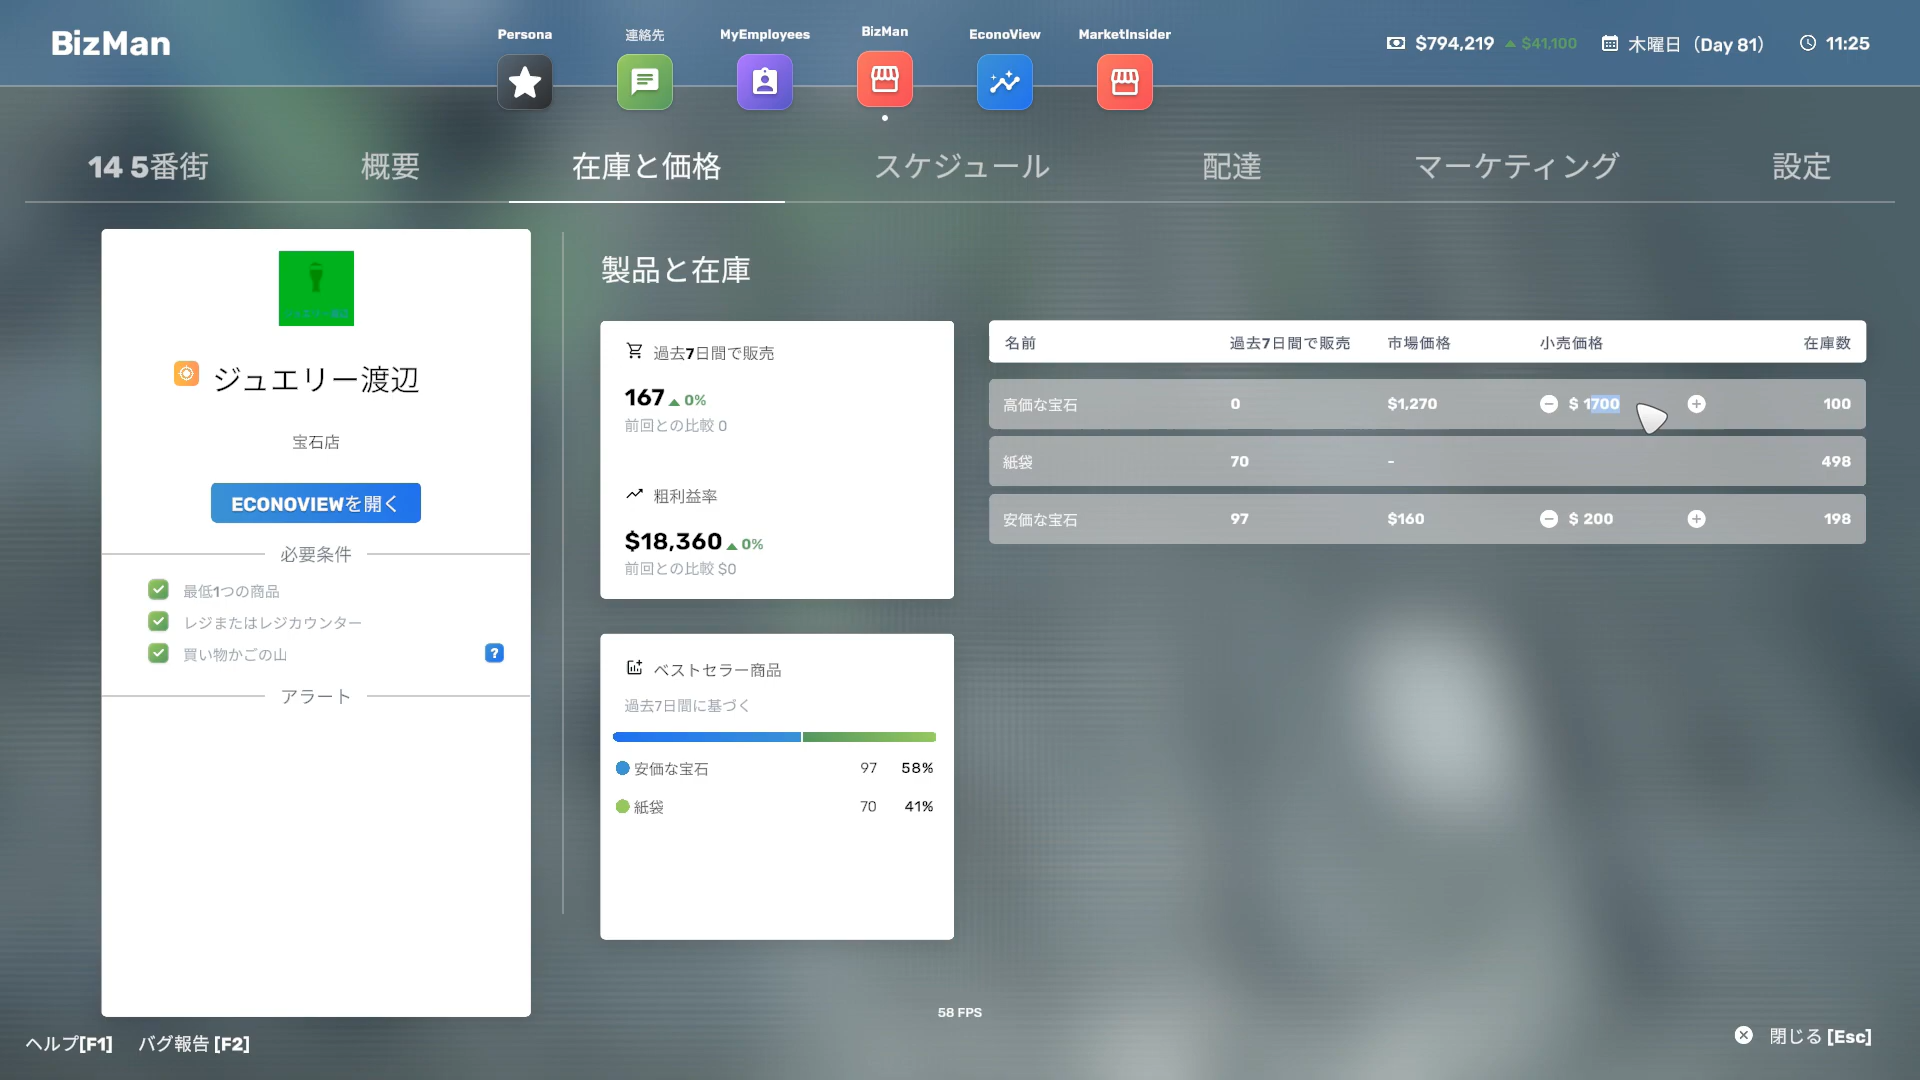 BizMan
Persona
連絡先
MyEmployees
BizMan
EconoView
MarketInsider
$794,219 $41,100 木曜日 (Day 81) 11:25
14 5番街
概要
在庫と価格
スケジュール
配達
マーケティング
設定
ジュエリー渡辺
宝石店
ECONOVIEWを開く
必要条件
最低1つの商品
レジまたはレジカウンター
買い物かごの山
?
アラート
製品と在庫
過去7日間で販売
167 0%
前回との比較 0
粗利益率
$18,360 0%
前回との比較 $0
ベストセラー商品
過去7日間に基づく
安価な宝石 97 58%
紙袋 70 41%
名前 過去7日間で販売 市場価格 小売価格 在庫数
高価な宝石 0 $1,270 $ 1700 100
紙袋 70 - 498
安価な宝石 97 $160 $ 200 198
58 FPS
ヘルプ[F1] バグ報告 [F2]
閉じる [Esc]